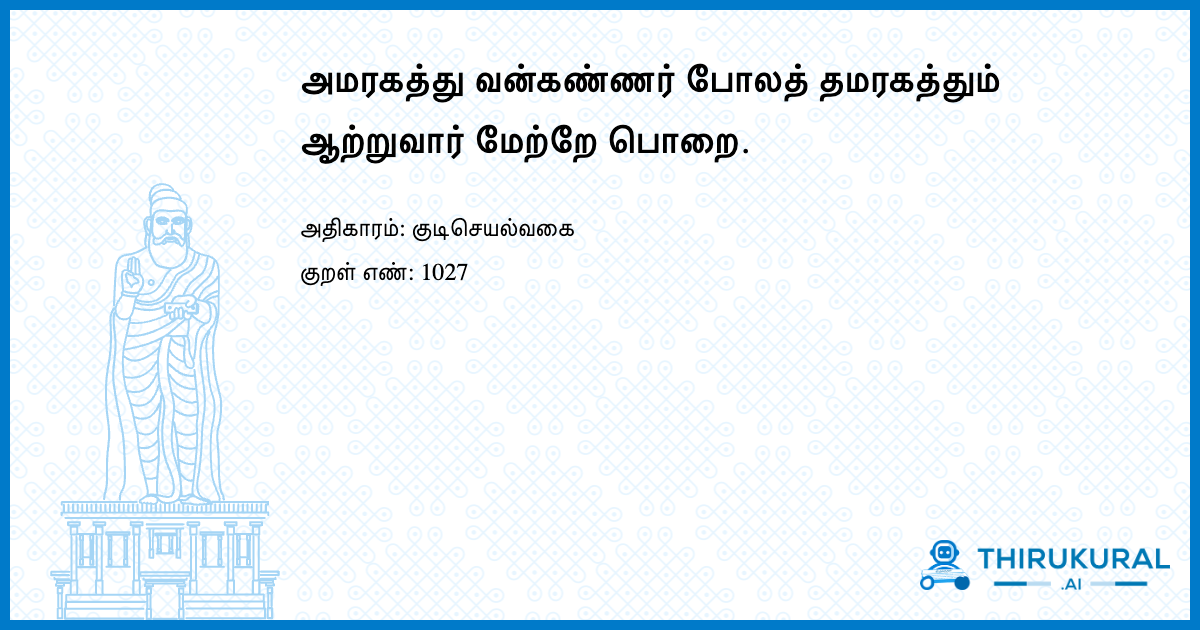 அமரகத்து வன்கண்ணர் போலத் தமரகத்தும்
ஆற்றுவார் மேற்றே பொறை.
அதிகாரம்: குடிசெயல்வகை
குறள் எண்: 1027
THIRUKURAL
.AI